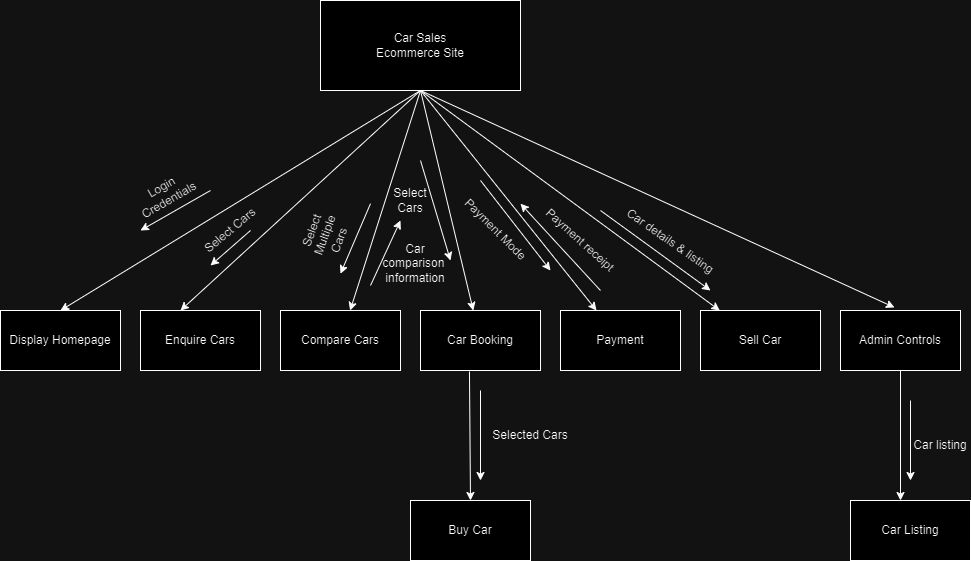 Car Sales
Ecommerce Site
Login
Credentials
Select Cars
Select
Multiple
Cars
Select
Cars
Car
comparison
information
Payment Mode
Payment receipt
Car details & listing
Display Homepage
Enquire Cars
Compare Cars
Car Booking
Payment
Sell Car
Admin Controls
Selected Cars
Car listing
Buy Car
Car Listing